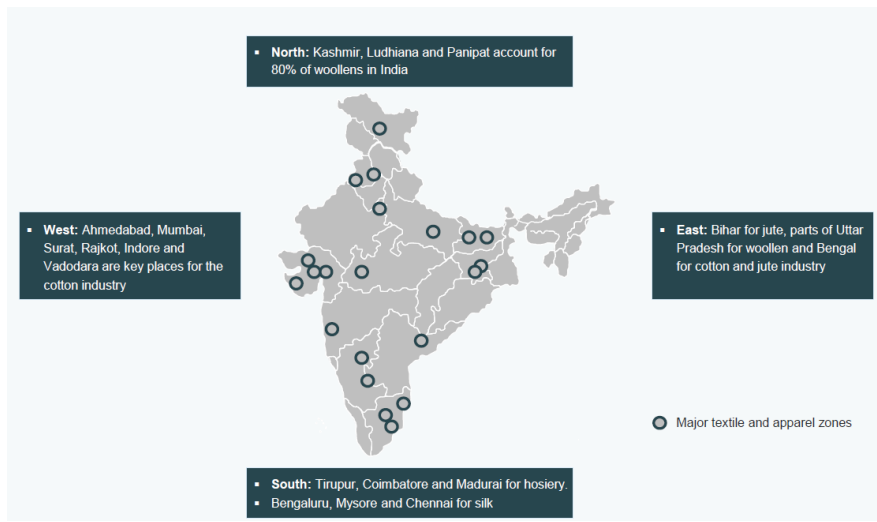 ▪ North: Kashmir, Ludhiana and Panipat account for
80% of woollens in India
▪ West: Ahmedabad, Mumbai,
Surat, Rajkot, Indore and
Vadodara are key places for the
cotton industry
▪ East: Bihar for jute, parts of Uttar
Pradesh for woollen and Bengal
for cotton and jute industry
Major textile and apparel zones
▪ South: Tirupur, Coimbatore and Madurai for hosiery.
▪ Bengaluru, Mysore and Chennai for silk